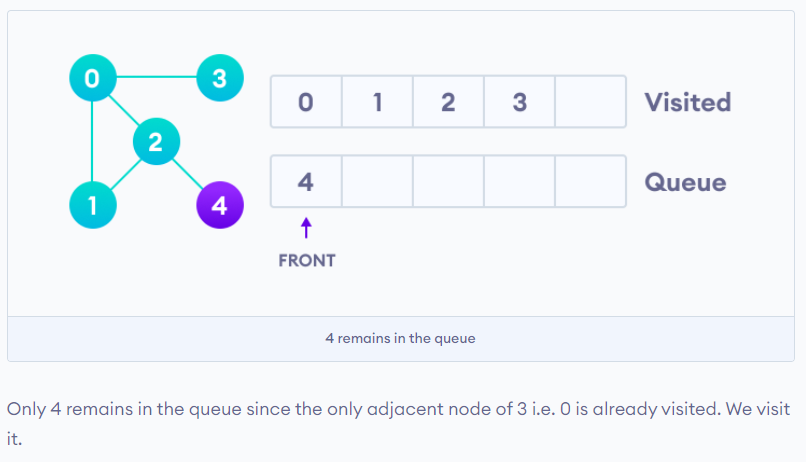 0 3
2
1 4
0 1 2 3 Visited
4 Queue
FRONT
4 remains in the queue
Only 4 remains in the queue since the only adjacent node of 3 i.e. 0 is already visited. We visit
it.